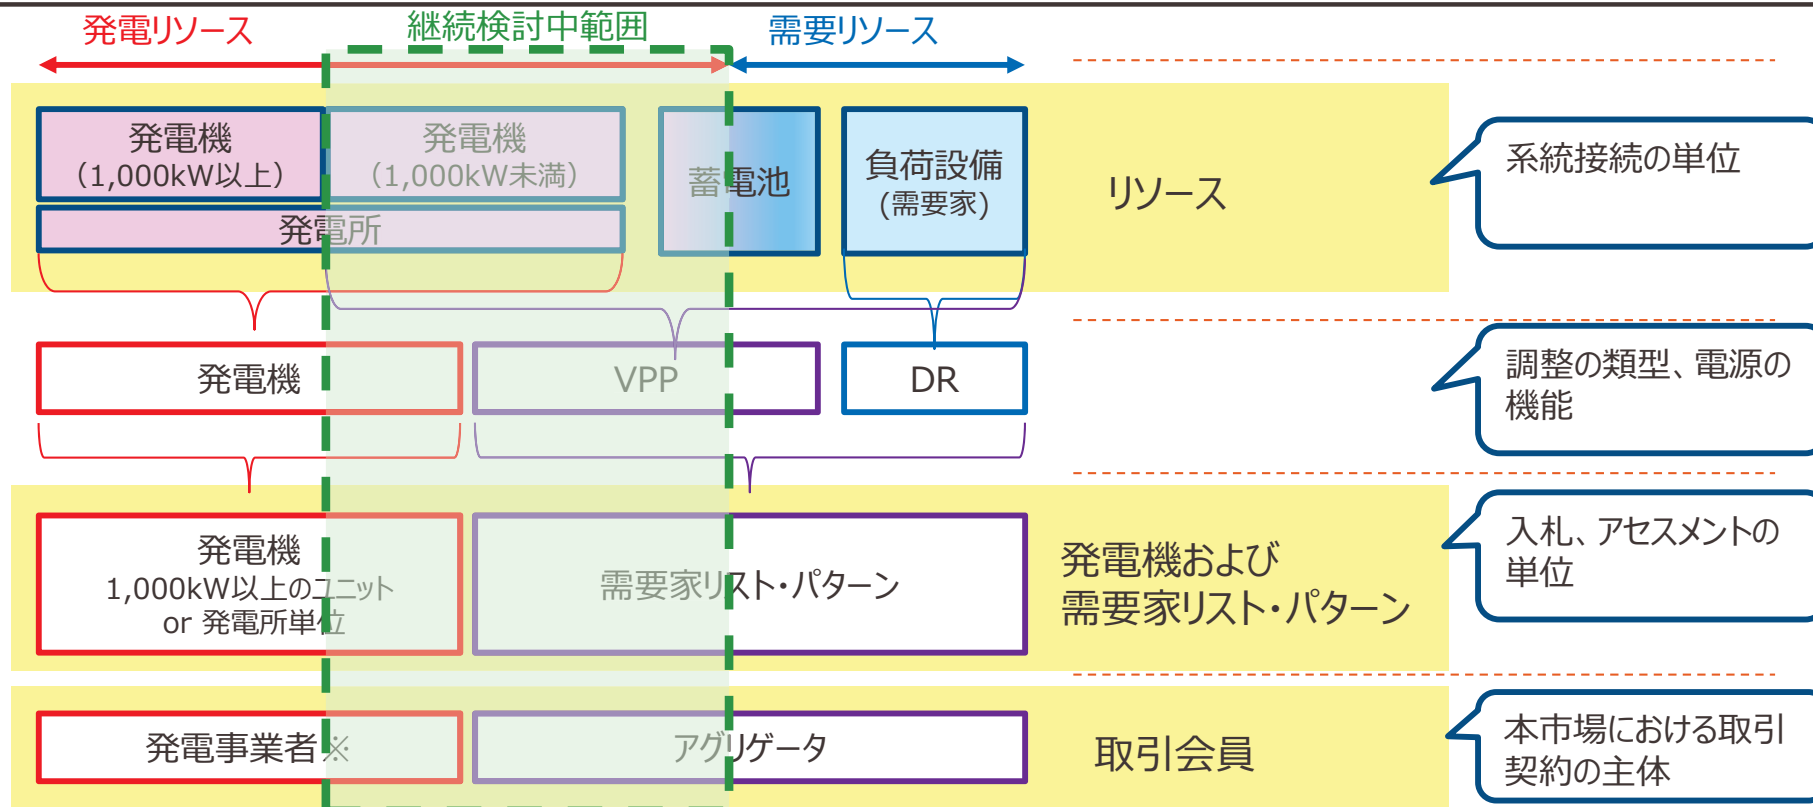 発電リソース
継続検討中範囲
需要リソース
発電機
（1,000kW以上）
発電機
（1,000kW未満）
発電所
蓄電池
負荷設備
(需要家)
リソース
系統接続の単位
発電機
VPP
DR
調整の類型、電源の
機能
発電機
1,000kW以上のユニット
or 発電所単位
需要家リスト・パターン
発電機および
需要家リスト・パターン
入札、アセスメントの
単位
発電事業者※
アグリゲータ
取引会員
本市場における取引
契約の主体